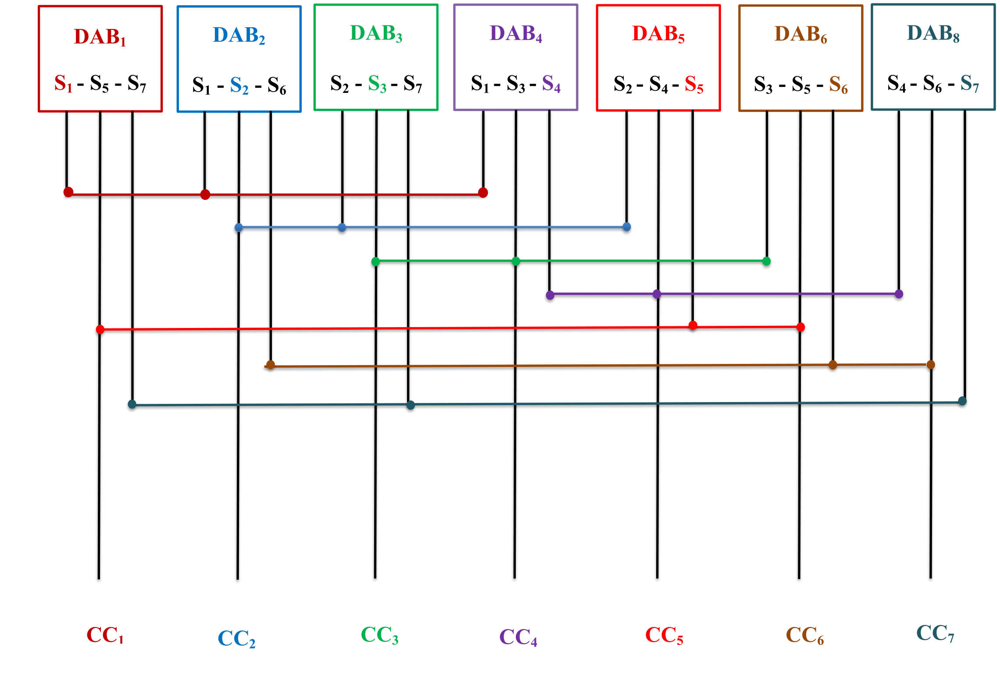 DAB₁ DAB₂ DAB₃ DAB₄ DAB₅ DAB₆ DAB₈
S₁ - S₅ - S₇ S₁ - S₂ - S₆ S₂ - S₃ - S₇ S₁ - S₃ - S₄ S₂ - S₄ - S₅ S₃ - S₅ - S₆ S₄ - S₆ - S₇
CC₁ CC₂ CC₃ CC₄ CC₅ CC₆ CC₇